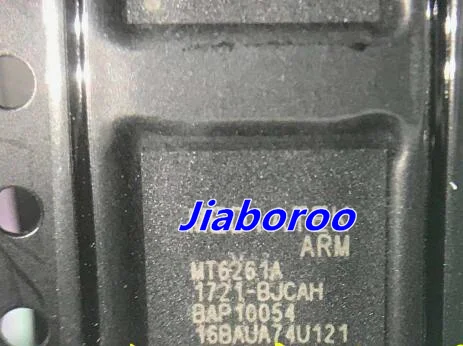 Jiaboroo
ARM
MT6261A
1721-BJCAH
BAP10054
16BAUA74U121